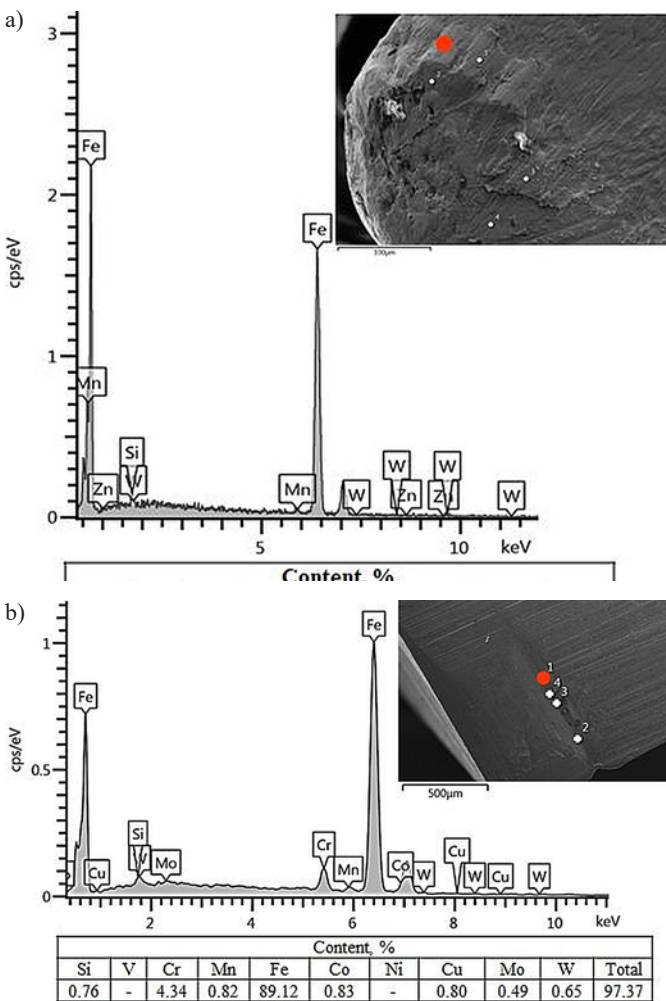 a)
3
2
1
0
cps/eV
Fe
Mn
Zn
Si
W
Mn
Fe
W
W
Zn
W
Zn
W
5
10
keV
100µm
Content, %
b)
1
0.5
0
cps/eV
Fe
Cu
Si
W
Mo
Cr
Mn
Fe
Co
W
Cu
W
Cu
W
2
4
6
8
10
keV
1
4
3
2
500µm
Content, %
Si V Cr Mn Fe Co Ni Cu Mo W Total
0.76 - 4.34 0.82 89.12 0.83 - 0.80 0.49 0.65 97.37